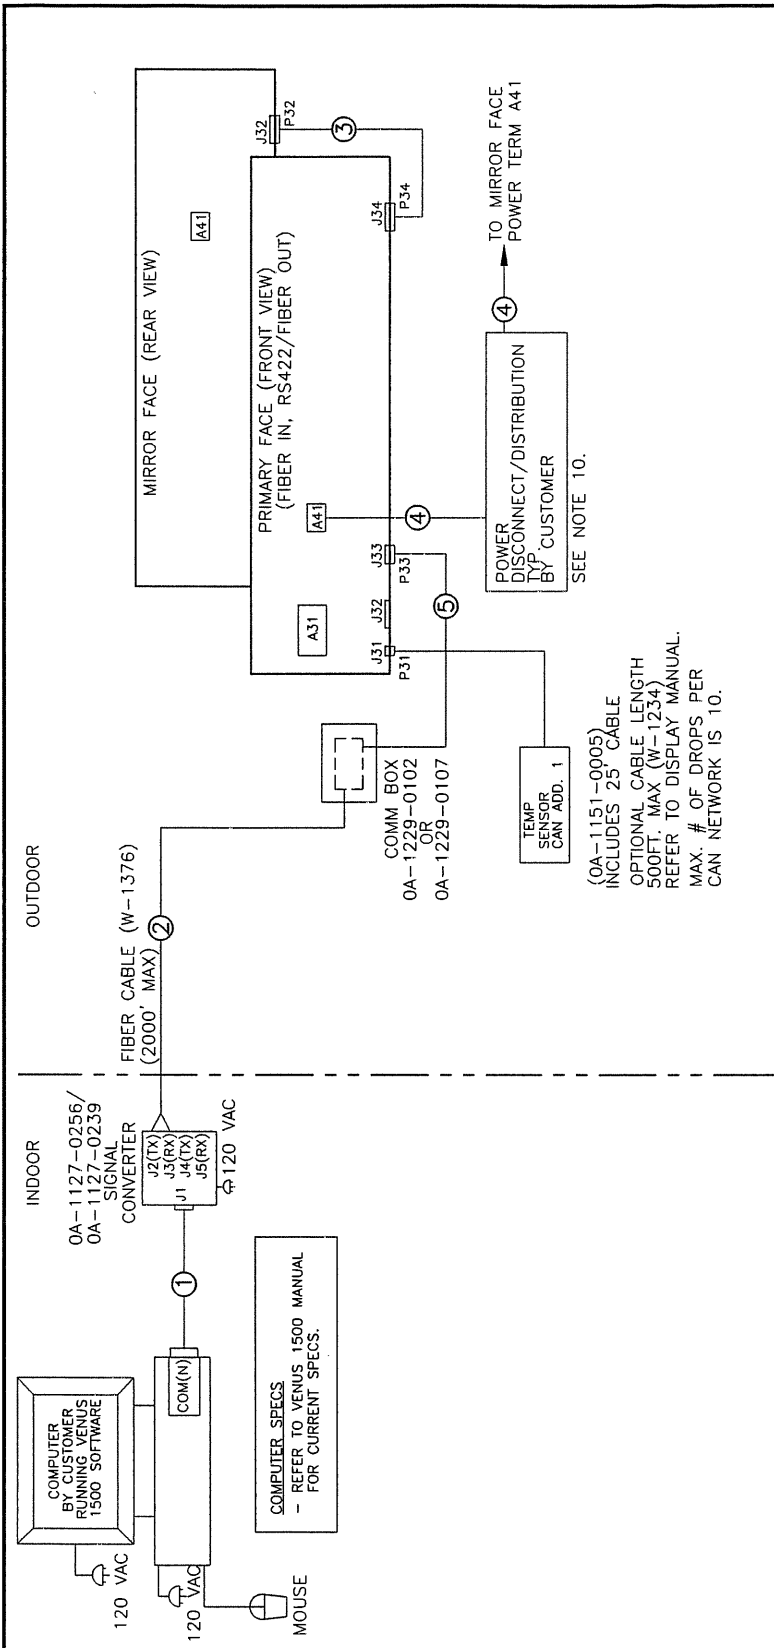 INDOOR
OUTDOOR
COMPUTER
BY CUSTOMER
RUNNING VENUS
1500 SOFTWARE
120 VAC
120 VAC
MOUSE
COM(N)
1
COMPUTER SPECS
- REFER TO VENUS 1500 MANUAL
FOR CURRENT SPECS.
0A-1127-0256/
0A-1127-0239
SIGNAL
CONVERTER
J1
J2(TX)
J3(RX)
J4(TX)
J5(RX)
120 VAC
FIBER CABLE (W-1376)
(2000' MAX)
2
COMM BOX
0A-1229-0102
OR
0A-1229-0107
MIRROR FACE (REAR VIEW)
A41
J32
P32
3
PRIMARY FACE (FRONT VIEW)
(FIBER IN, RS422/FIBER OUT)
A31
A41
J31
P31
J32
J33
P33
J34
P34
5
4
TEMP
SENSOR
CAN ADD. 1
(0A-1151-0005)
INCLUDES 25' CABLE
OPTIONAL CABLE LENGTH
500FT. MAX (W-1234)
REFER TO DISPLAY MANUAL.
MAX. # OF DROPS PER
CAN NETWORK IS 10.
POWER
DISCONNECT/DISTRIBUTION
TYP.
BY CUSTOMER
SEE NOTE 10.
4
TO MIRROR FACE
POWER TERM A41